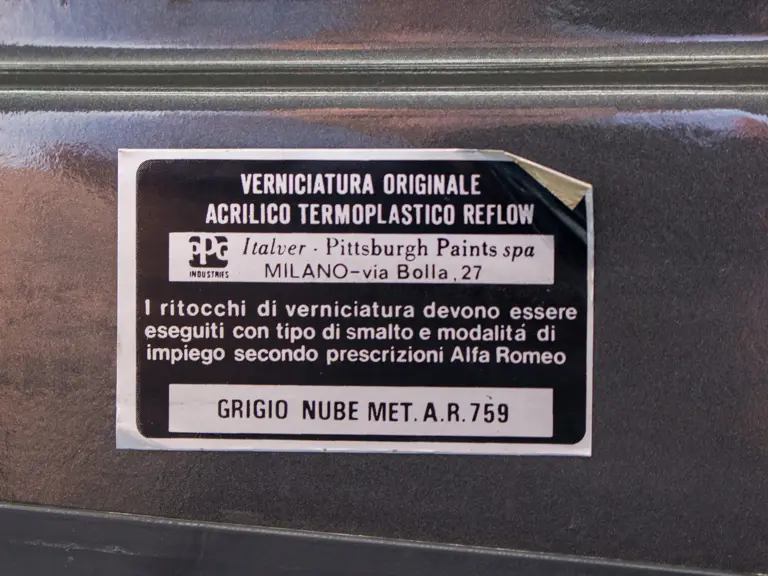 VERNICIATURA ORIGINALE
ACRILICO TERMOPLASTICO REFLOW
PPG INDUSTRIES
Italver - Pittsburgh Paints spa
MILANO-via Bolla, 27
I ritocchi di verniciatura devono essere
eseguiti con tipo di smalto e modalitá di
impiego secondo prescrizioni Alfa Romeo
GRIGIO NUBE MET. A.R. 759